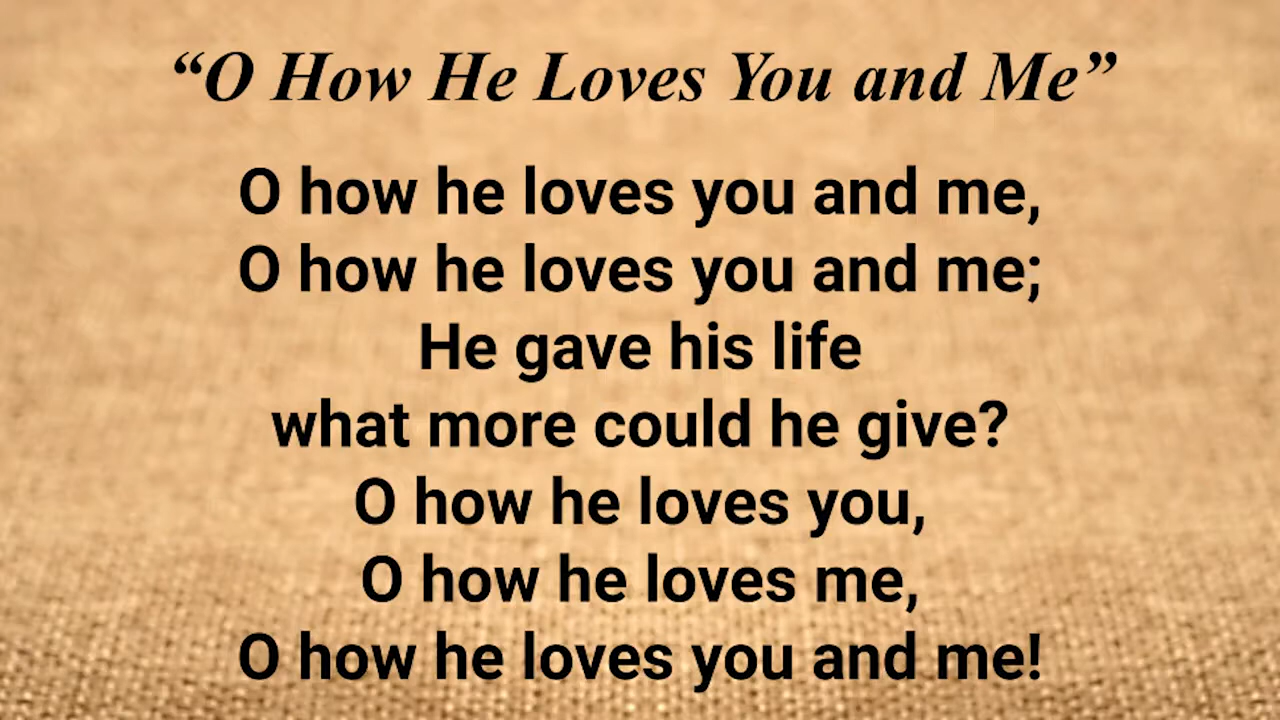 “O How He Loves You and Me”
O how he loves you and me,
O how he loves you and me;
He gave his life
what more could he give?
O how he loves you,
O how he loves me,
O how he loves you and me!